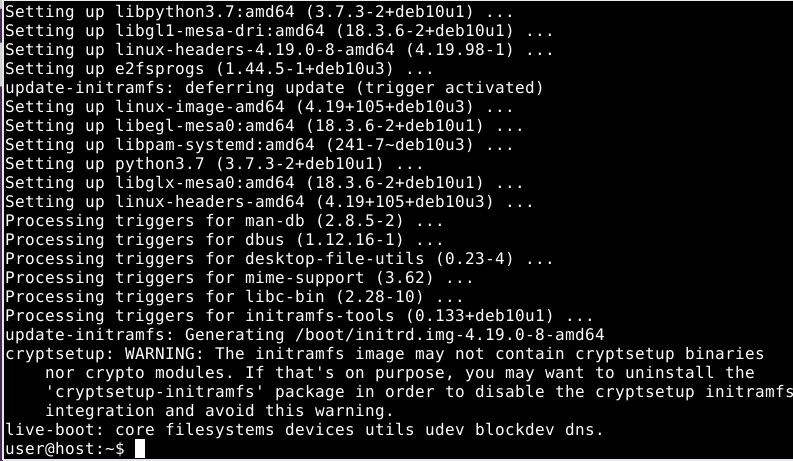 Setting up libpython3.7:amd64 (3.7.3-2+deb10u1) ...
Setting up libgl1-mesa-dri:amd64 (18.3.6-2+deb10u1) ...
Setting up linux-headers-4.19.0-8-amd64 (4.19.98-1) ...
Setting up e2fsprogs (1.44.5-1+deb10u3) ...
update-initramfs: deferring update (trigger activated)
Setting up linux-image-amd64 (4.19+105+deb10u3) ...
Setting up libegl-mesa0:amd64 (18.3.6-2+deb10u1) ...
Setting up libpam-systemd:amd64 (241-7~deb10u3) ...
Setting up python3.7 (3.7.3-2+deb10u1) ...
Setting up libglx-mesa0:amd64 (18.3.6-2+deb10u1) ...
Setting up linux-headers-amd64 (4.19+105+deb10u3) ...
Processing triggers for man-db (2.8.5-2) ...
Processing triggers for dbus (1.12.16-1) ...
Processing triggers for desktop-file-utils (0.23-4) ...
Processing triggers for mime-support (3.62) ...
Processing triggers for libc-bin (2.28-10) ...
Processing triggers for initramfs-tools (0.133+deb10u1) ...
update-initramfs: Generating /boot/initrd.img-4.19.0-8-amd64
cryptsetup: WARNING: The initramfs image may not contain cryptsetup binaries
nor crypto modules. If that's on purpose, you may want to uninstall the
'cryptsetup-initramfs' package in order to disable the cryptsetup initramfs
integration and avoid this warning.
live-boot: core filesystems devices utils udev blockdev dns.
user@host:~$